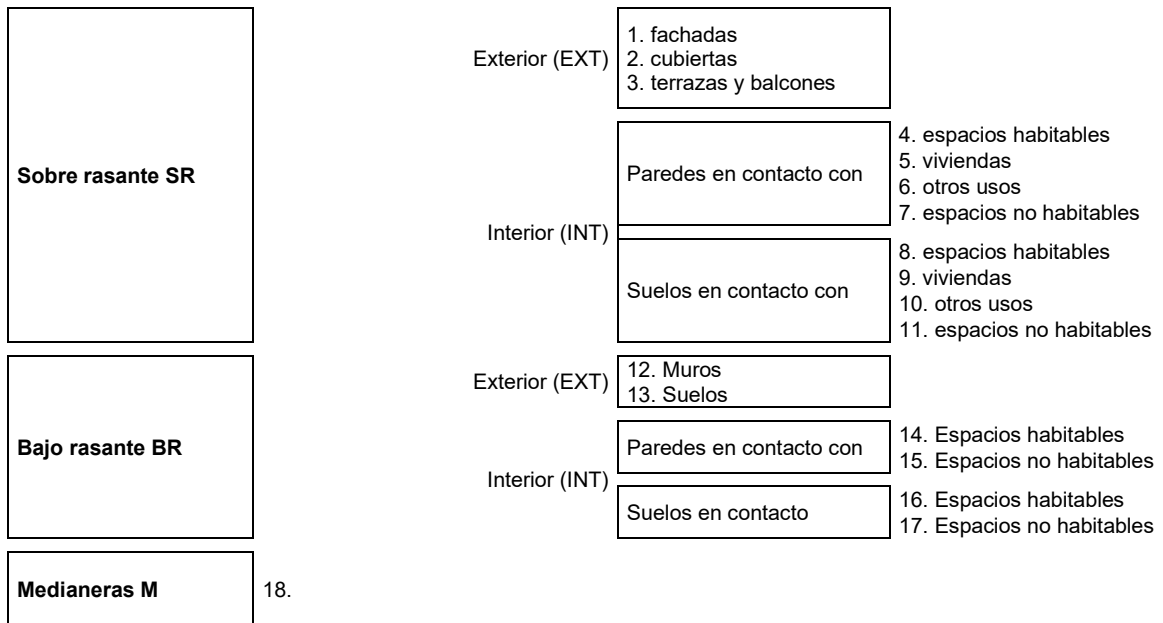 Sobre rasante SR
Exterior (EXT)
1. fachadas
2. cubiertas
3. terrazas y balcones
Interior (INT)
Paredes en contacto con
4. espacios habitables
5. viviendas
6. otros usos
7. espacios no habitables
Suelos en contacto con
8. espacios habitables
9. viviendas
10. otros usos
11. espacios no habitables
Bajo rasante BR
Exterior (EXT)
12. Muros
13. Suelos
Interior (INT)
Paredes en contacto con
14. Espacios habitables
15. Espacios no habitables
Suelos en contacto
16. Espacios habitables
17. Espacios no habitables
Medianeras M
18.